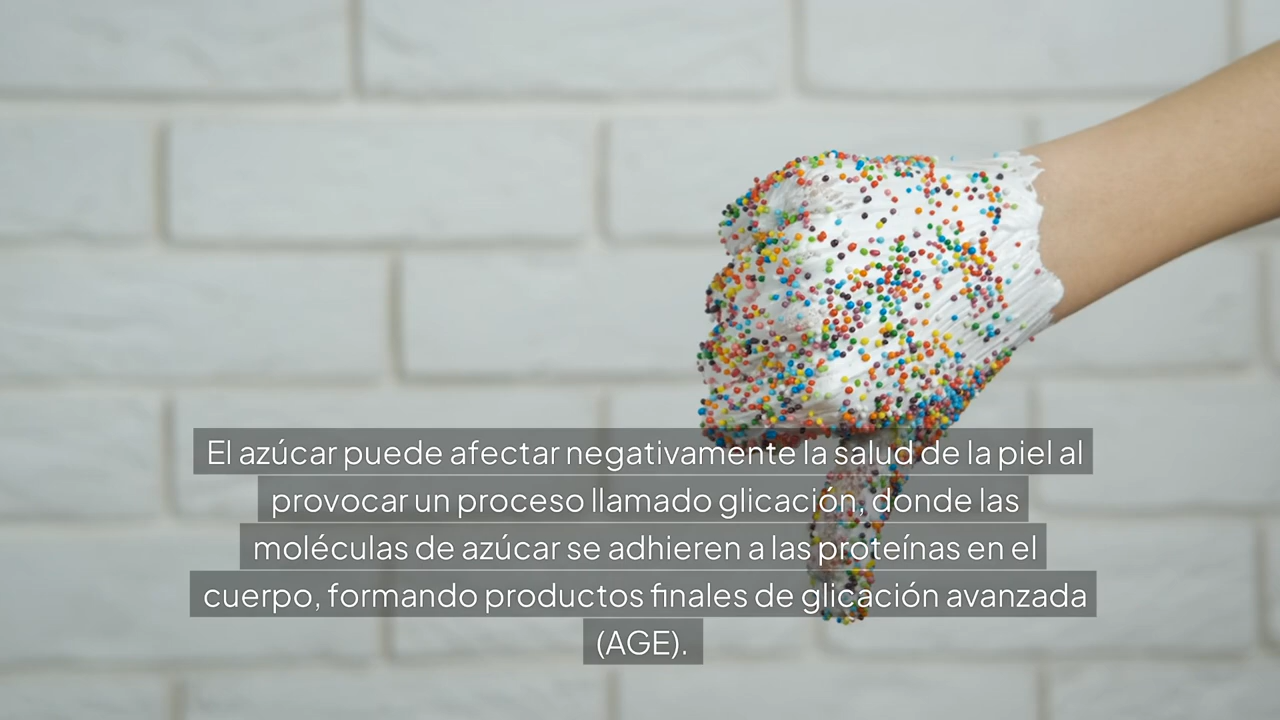 El azúcar puede afectar negativamente la salud de la piel al
provocar un proceso llamado glicación, donde las
moléculas de azúcar se adhieren a las proteínas en el
cuerpo, formando productos finales de glicación avanzada
(AGE).